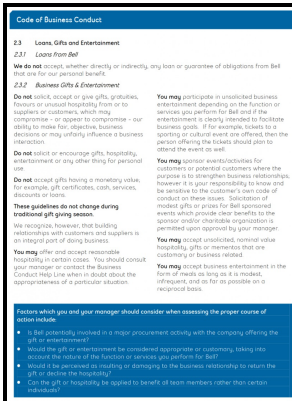 Code of Business Conduct
2.3 Loans, Gifts and Entertainment
2.3.1 Loans from Bell
We do not accept, whether directly or indirectly, any loan or guarantee of obligations from Bell
that are for our personal benefit.
2.3.2 Business Gifts & Entertainment
Do not solicit, accept or give gifts, gratuities,
favours or unusual hospitality from or to
suppliers or customers, which may
compromise - or appear to compromise - our
ability to make fair, objective, business
decisions or may unfairly influence a business
interaction.
Do not solicit or encourage gifts, hospitality,
entertainment or any other thing for personal
use.
Do not accept gifts having a monetary value,
for example, gift certificates, cash, services,
discounts or loans.
These guidelines do not change during
traditional gift giving season.
We recognize, however, that building
relationships with customers and suppliers is
an integral part of doing business.
You may offer and accept reasonable
hospitality in certain cases. You should consult
your manager or contact the Business
Conduct Help Line when in doubt about the
appropriateness of a particular situation.
You may participate in unsolicited business
entertainment depending on the function or
services you perform for Bell and if the
entertainment is clearly intended to facilitate
business goals. If for example, tickets to a
sporting or cultural event are offered, then the
person offering the tickets should plan to
attend the event as well.
You may sponsor events/activities for
customers or potential customers where the
purpose is to strengthen business relationships;
however it is your responsibility to know and
be sensitive to the customer's own code of
conduct on these issues. Solicitation of
modest gifts or prizes for Bell sponsored
events which provide clear benefits to the
sponsor and/or charitable organization is
permitted upon approval by your manager.
You may accept unsolicited, nominal value
hospitality, gifts or mementos that are
customary or business related.
You may accept business entertainment in the
form of meals as long as it is modest,
infrequent, and as far as possible on a
reciprocal basis.
Factors which you and your manager should consider when assessing the proper course of
action include:
• Is Bell potentially involved in a major procurement activity with the company offering the
gift or entertainment?
• Would the gift or entertainment be considered appropriate or customary, taking into
account the nature of the function or services you perform for Bell?
• Would it be perceived as insulting or damaging to the business relationship to return the
gift or decline the hospitality?
• Can the gift or hospitality be applied to benefit all team members rather than certain
individuals?